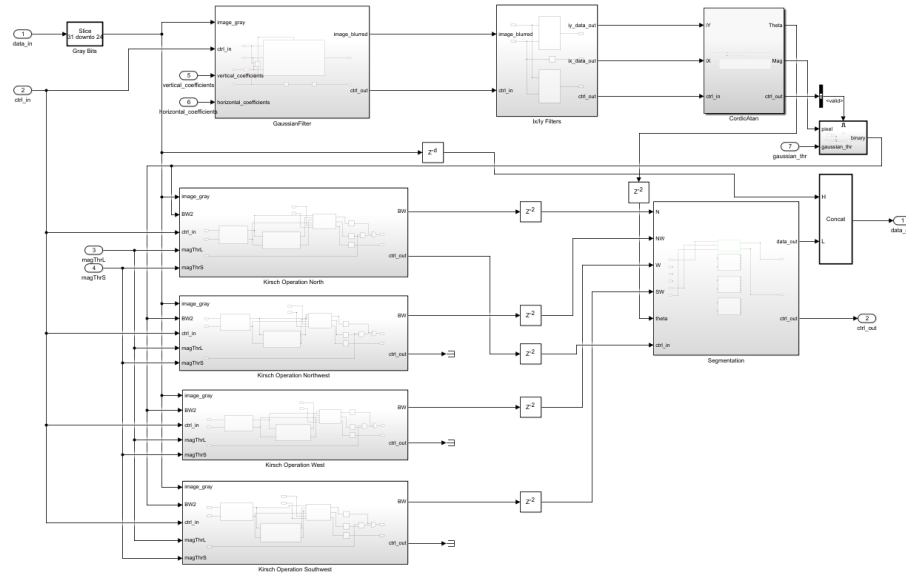 1
data_in
Slice
31 downto 24
Gray Bits
2
ctrl_in
image_gray
ctrl_in
5
vertical_coefficients
vertical_coefficients
6
horizontal_coefficients
horizontal_coefficients
image_blurred
ctrl_out
GaussianFilter
image_blurred
ctrl_in
iy_data_out
ix_data_out
ctrl_out
Ix/Iy Filters
iY
iX
ctrl_in
Theta
Mag
ctrl_out
CordicAtan
<valid>
pixel
gaussian_thr
binary
7
gaussian_thr
Z-d
Z-2
H
L
Concat
1
2
ctrl_out
3
magThrL
4
magThrS
image_gray
BW2
ctrl_in
magThrL
magThrS
BW
ctrl_out
Kirsch Operation North
Z-2
image_gray
BW2
ctrl_in
magThrL
magThrS
BW
ctrl_out
Kirsch Operation Northwest
Z-2
Z-2
image_gray
BW2
ctrl_in
magThrL
magThrS
BW
ctrl_out
Kirsch Operation West
Z-2
image_gray
BW2
ctrl_in
magThrL
magThrS
BW
ctrl_out
Kirsch Operation Southwest
Z-2
N
NW
W
SW
theta
ctrl_in
data_out
ctrl_out
Segmentation